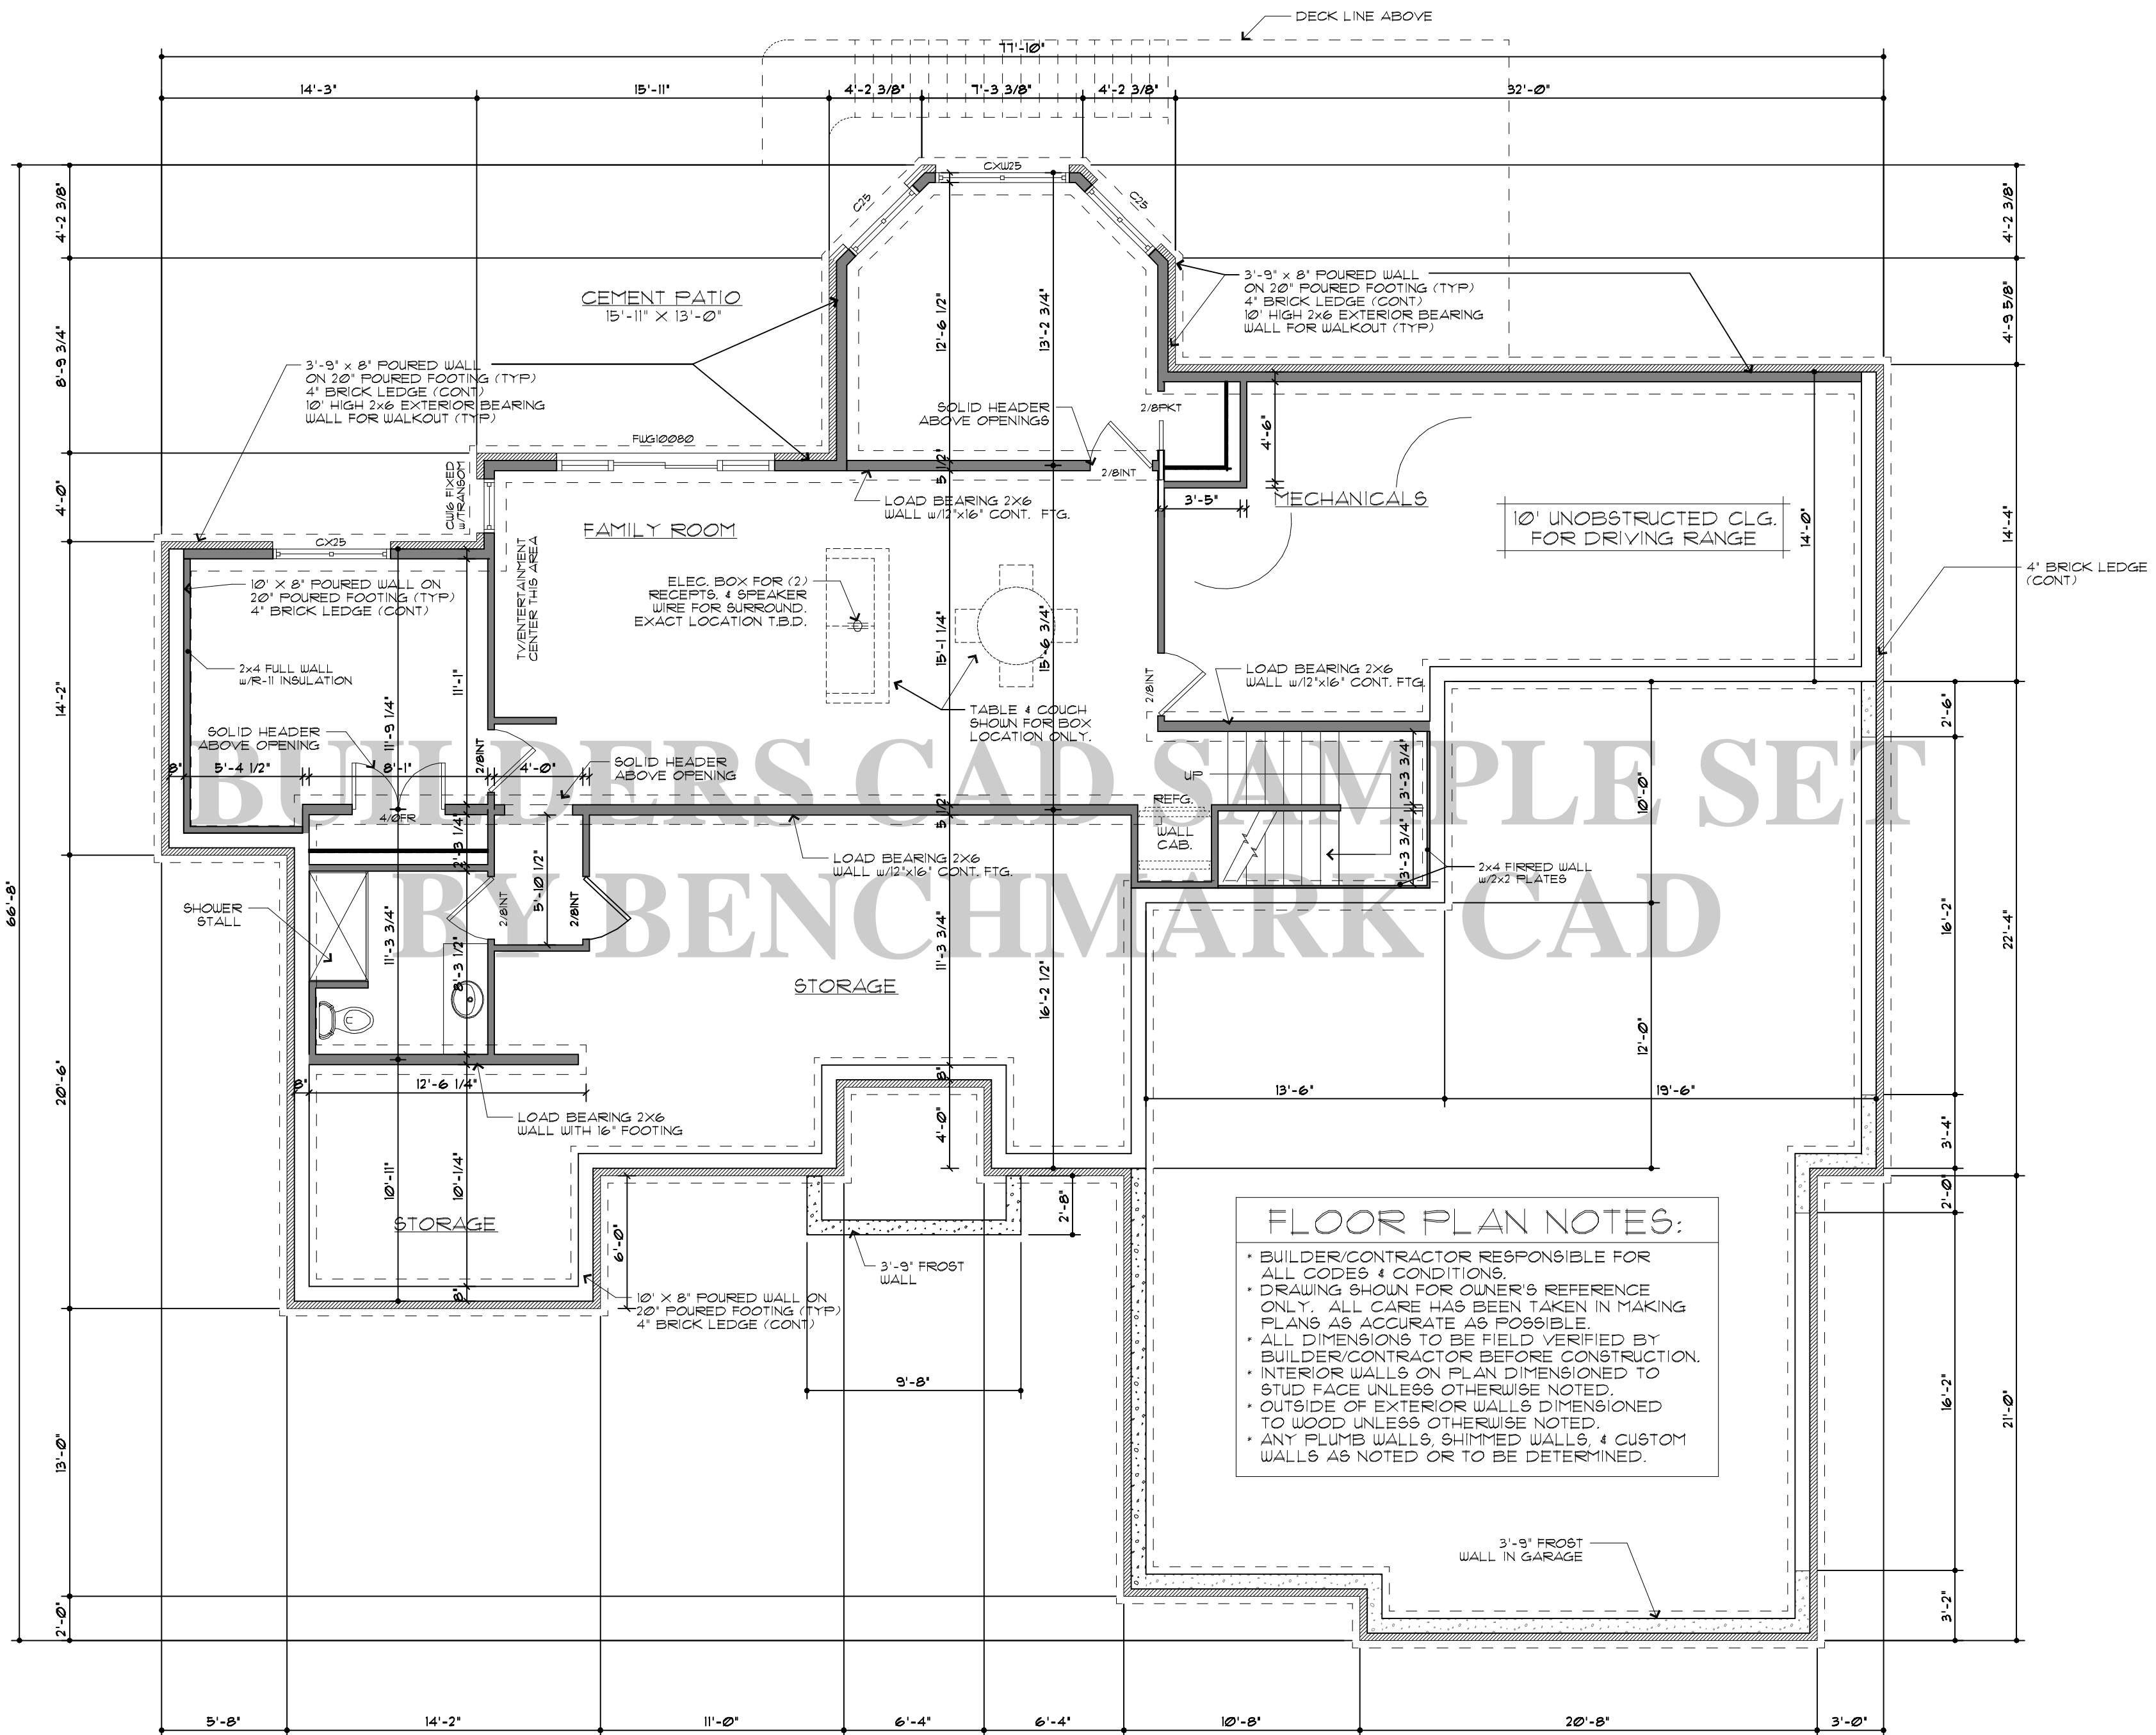 DECK LINE ABOVE
77'-10"
14'-3"
15'-11"
4'-2 3/8"
7'-3 3/8"
4'-2 3/8"
32'-0"
CXW25
C25
C25
4'-2 3/8"
4'-2 3/8"
3'-9" x 8" POURED WALL
ON 20" POURED FOOTING (TYP)
4" BRICK LEDGE (CONT)
10' HIGH 2x6 EXTERIOR BEARING
WALL FOR WALKOUT (TYP)
CEMENT PATIO
15'-11" X 13'-0"
12'-6 1/2"
13'-2 3/4"
4'-9 5/8"
8'-9 3/4"
3'-9" x 8" POURED WALL
ON 20" POURED FOOTING (TYP)
4" BRICK LEDGE (CONT)
10' HIGH 2x6 EXTERIOR BEARING
WALL FOR WALKOUT (TYP)
SOLID HEADER
ABOVE OPENINGS
2/8PKT
4'-6"
FWG10080
2/8INT
5 1/2"
CW16 FIXED
w/TRANSOM
4'-0"
LOAD BEARING 2X6
WALL w/12"x16" CONT. FTG.
3'-5"
MECHANICALS
10' UNOBSTRUCTED CLG.
FOR DRIVING RANGE
14'-0"
14'-4"
FAMILY ROOM
CX25
TV/ENTERTAINMENT
CENTER THIS AREA
10' X 8" POURED WALL ON
20" POURED FOOTING (TYP)
4" BRICK LEDGE (CONT)
ELEC. BOX FOR (2)
RECEPTS. & SPEAKER
WIRE FOR SURROUND.
EXACT LOCATION T.B.D.
4" BRICK LEDGE
(CONT)
15'-1 1/4"
15'-6 3/4"
2x4 FULL WALL
w/R-11 INSULATION
11'-1"
11'-9 1/4"
14'-2"
2/8INT
LOAD BEARING 2X6
WALL w/12"x16" CONT. FTG.
TABLE & COUCH
SHOWN FOR BOX
LOCATION ONLY.
2'-6"
SOLID HEADER
ABOVE OPENING
2/8INT
SOLID HEADER
ABOVE OPENING
8"
5'-4 1/2"
8'-1"
4'-0"
UP
3'-3 3/4"
10'-0"
BUILDERS CAD SAMPLE SET
4/0FR
REFG.
WALL
CAB.
5 1/2"
3'-3 3/4"
2'-3 1/4"
LOAD BEARING 2X6
WALL w/12"x16" CONT. FTG.
2x4 FIRRED WALL
w/2x2 PLATES
BY BENCHMARK CAD
SHOWER
STALL
2/8INT
5'-10 1/2"
2/8INT
11'-3 3/4"
8'-3 1/2"
11'-3 3/4"
16'-2 1/2"
16'-2"
22'-4"
66'-8"
STORAGE
12'-0"
20'-6"
8"
12'-6 1/4"
8"
13'-6"
19'-6"
LOAD BEARING 2X6
WALL WITH 16" FOOTING
4'-0"
3'-4"
10'-11"
10'-1/4"
STORAGE
6'-0"
2'-8"
2'-0"
3'-9" FROST
WALL
8"
10' X 8" POURED WALL ON
20" POURED FOOTING (TYP)
4" BRICK LEDGE (CONT)
9'-8"
FLOOR PLAN NOTES:
* BUILDER/CONTRACTOR RESPONSIBLE FOR
ALL CODES & CONDITIONS.
* DRAWING SHOWN FOR OWNER'S REFERENCE
ONLY. ALL CARE HAS BEEN TAKEN IN MAKING
PLANS AS ACCURATE AS POSSIBLE.
* ALL DIMENSIONS TO BE FIELD VERIFIED BY
BUILDER/CONTRACTOR BEFORE CONSTRUCTION.
* INTERIOR WALLS ON PLAN DIMENSIONED TO
STUD FACE UNLESS OTHERWISE NOTED.
* OUTSIDE OF EXTERIOR WALLS DIMENSIONED
TO WOOD UNLESS OTHERWISE NOTED.
* ANY PLUMB WALLS, SHIMMED WALLS, & CUSTOM
WALLS AS NOTED OR TO BE DETERMINED.
16'-2"
21'-0"
13'-0"
3'-9" FROST
WALL IN GARAGE
2'-0"
3'-2"
5'-8"
14'-2"
11'-0"
6'-4"
6'-4"
10'-8"
20'-8"
3'-0"